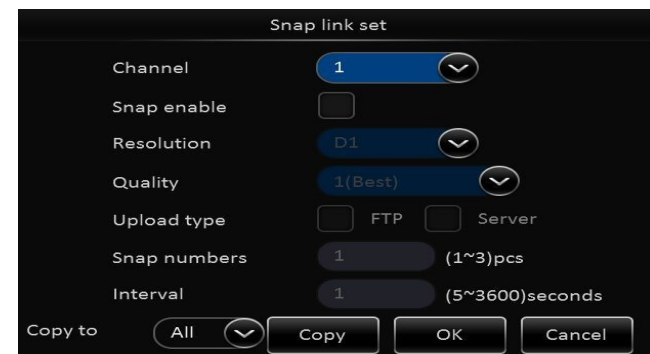 Snap link set
Channel 1
Snap enable
Resolution D1
Quality 1(Best)
Upload type FTP Server
Snap numbers 1 (1~3)pcs
Interval 1 (5~3600)seconds
Copy to All Copy OK Cancel